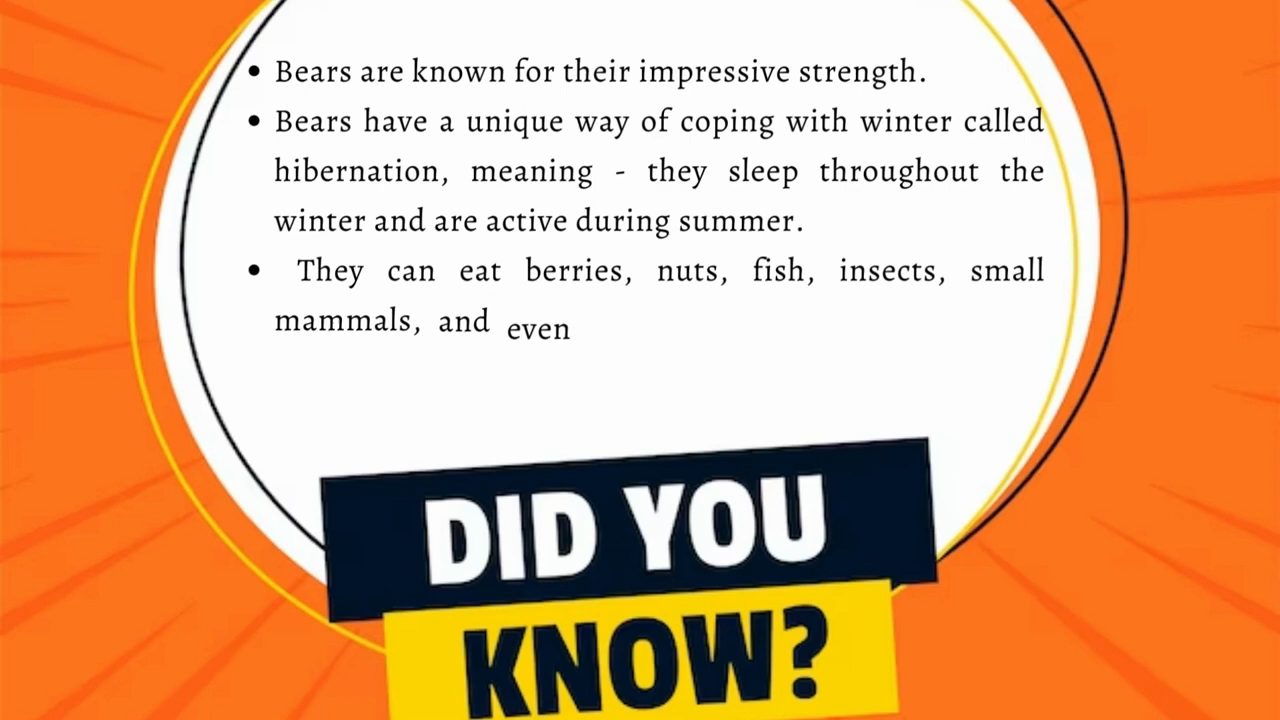 • Bears are known for their impressive strength.
• Bears have a unique way of coping with winter called
hibernation, meaning - they sleep throughout the
winter and are active during summer.
• They can eat berries, nuts, fish, insects, small
mammals, and even
DID YOU
KNOW?